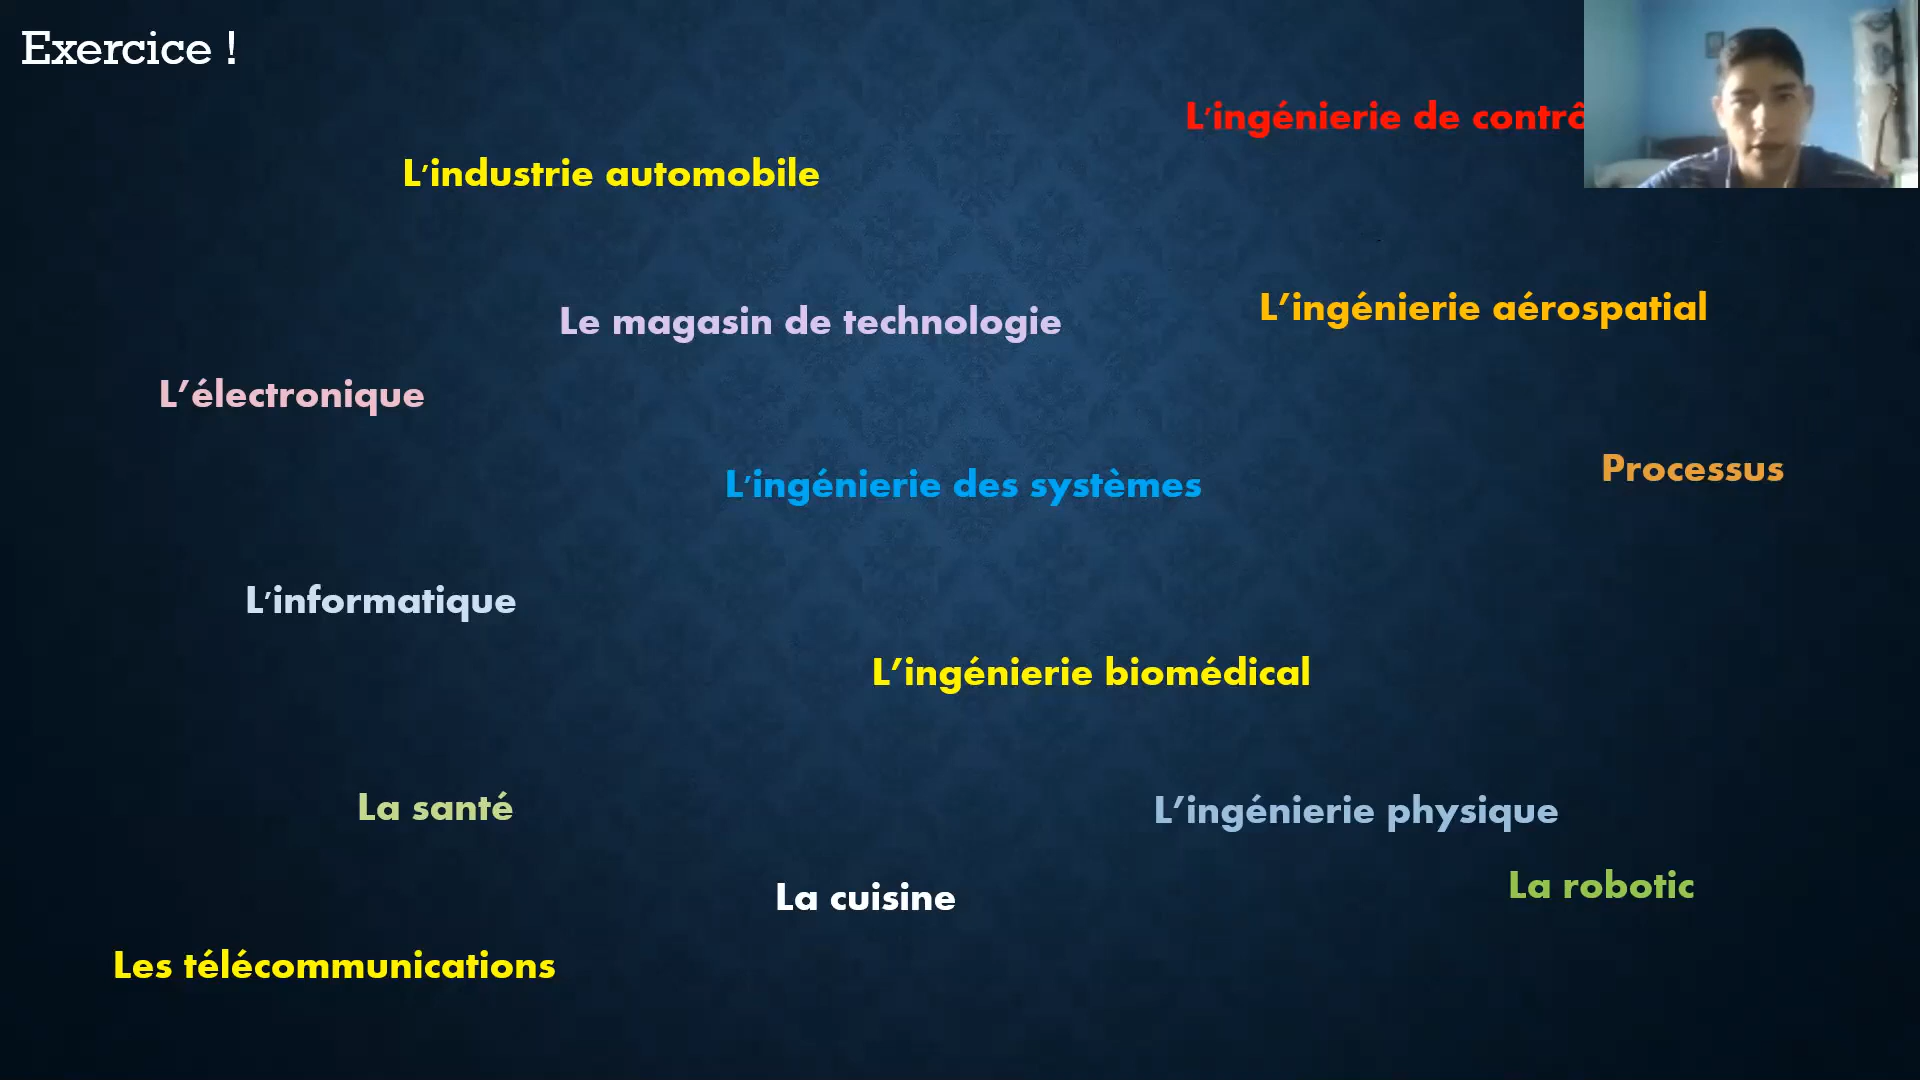 Exercice !
L'ingénierie de contrô
L'industrie automobile
Le magasin de technologie
L'ingénierie aérospatial
L'électronique
Processus
L'ingénierie des systèmes
L'informatique
L'ingénierie biomédical
La santé
L'ingénierie physique
La robotic
La cuisine
Les télécommunications